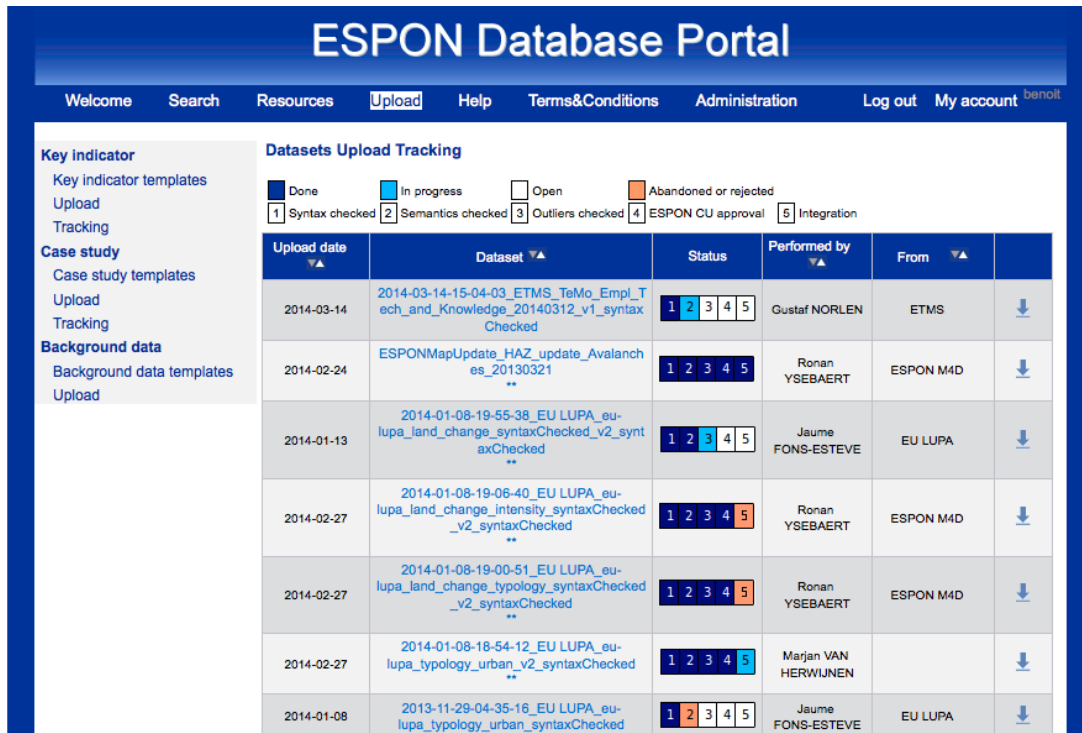 ESPON Database Portal
Welcome Search Resources Upload Help Terms&Conditions Administration Log out My account benoit
Key indicator
Key indicator templates
Upload
Tracking
Case study
Case study templates
Upload
Tracking
Background data
Background data templates
Upload
Datasets Upload Tracking
Done In progress Open Abandoned or rejected
1 Syntax checked 2 Semantics checked 3 Outliers checked 4 ESPON CU approval 5 Integration
Upload date ▼▲ Dataset ▼▲ Status Performed by ▼▲ From ▼▲
2014-03-14
2014-03-14-15-04-03_ETMS_TeMo_Empl_T
ech_and_Knowledge_20140312_v1_syntax
Checked
1 2 3 4 5
Gustaf NORLEN
ETMS
2014-02-24
ESPONMapUpdate_HAZ_update_Avalanch
es_20130321
**
1 2 3 4 5
Ronan
YSEBAERT
ESPON M4D
2014-01-13
2014-01-08-19-55-38_EU LUPA_eu-
lupa_land_change_syntaxChecked_v2_synt
axChecked
**
1 2 3 4 5
Jaume
FONS-ESTEVE
EU LUPA
2014-02-27
2014-01-08-19-06-40_EU LUPA_eu-
lupa_land_change_intensity_syntaxChecked
_v2_syntaxChecked
**
1 2 3 4 5
Ronan
YSEBAERT
ESPON M4D
2014-02-27
2014-01-08-19-00-51_EU LUPA_eu-
lupa_land_change_typology_syntaxChecked
_v2_syntaxChecked
**
1 2 3 4 5
Ronan
YSEBAERT
ESPON M4D
2014-02-27
2014-01-08-18-54-12_EU LUPA_eu-
lupa_typology_urban_v2_syntaxChecked
**
1 2 3 4 5
Marjan VAN
HERWIJNEN
2014-01-08
2013-11-29-04-35-16_EU LUPA_eu-
lupa_typology_urban_syntaxChecked
1 2 3 4 5
Jaume
FONS-ESTEVE
EU LUPA